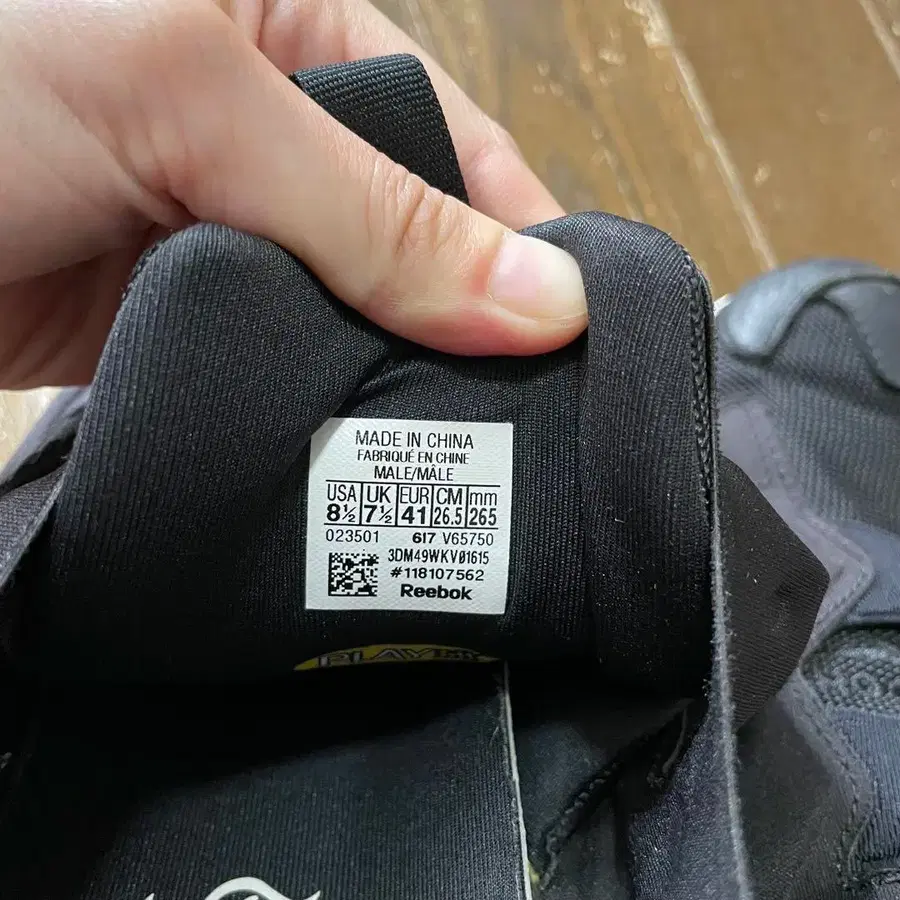 MADE IN CHINA
FABRIQUÉ EN CHINE
MALE/MÂLE
USA UK EUR CM mm
8½ 7½ 41 26.5 265
023501 617 V65750
3DM49WKV01615
#118107562
Reebok